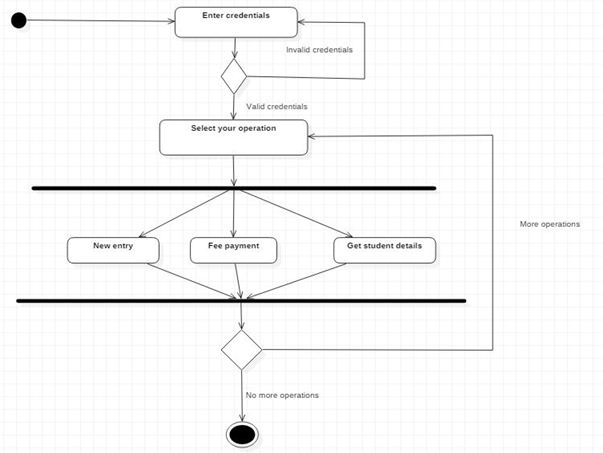 Enter credentials
Invalid credentials
Valid credentials
Select your operation
More operations
New entry
Fee payment
Get student details
No more operations